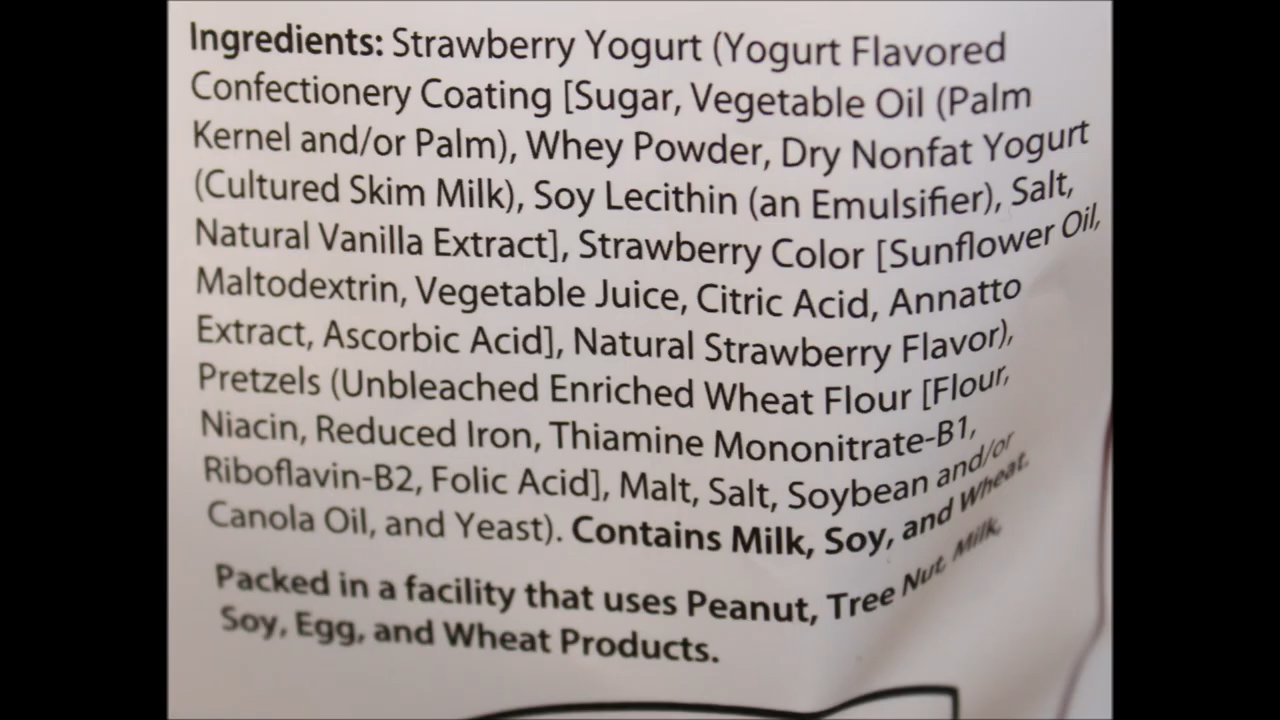 Ingredients: Strawberry Yogurt (Yogurt Flavored
Confectionery Coating [Sugar, Vegetable Oil (Palm
Kernel and/or Palm), Whey Powder, Dry Nonfat Yogurt
(Cultured Skim Milk), Soy Lecithin (an Emulsifier), Salt,
Natural Vanilla Extract], Strawberry Color [Sunflower Oil,
Maltodextrin, Vegetable Juice, Citric Acid, Annatto
Extract, Ascorbic Acid], Natural Strawberry Flavor),
Pretzels (Unbleached Enriched Wheat Flour [Flour,
Niacin, Reduced Iron, Thiamine Mononitrate-B1,
Riboflavin-B2, Folic Acid], Malt, Salt, Soybean and/or
Canola Oil, and Yeast). Contains Milk, Soy, and Wheat.
Packed in a facility that uses Peanut, Tree Nut, Milk,
Soy, Egg, and Wheat Products.